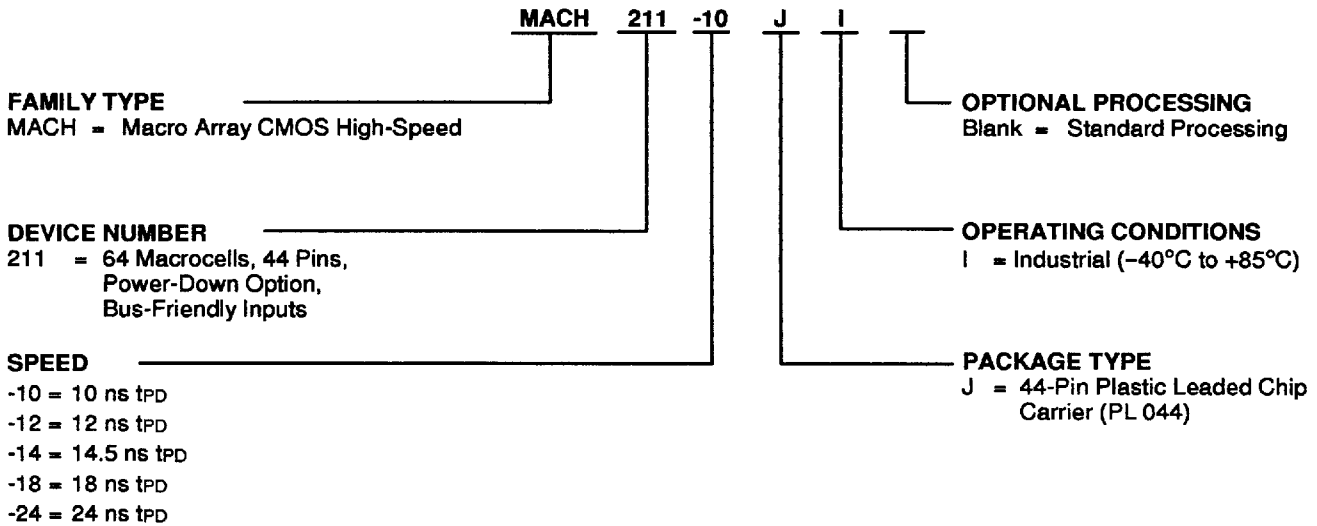 MACH 211 -10 J I
FAMILY TYPE
MACH = Macro Array CMOS High-Speed
DEVICE NUMBER
211 = 64 Macrocells, 44 Pins,
Power-Down Option,
Bus-Friendly Inputs
SPEED
-10 = 10 ns tPD
-12 = 12 ns tPD
-14 = 14.5 ns tPD
-18 = 18 ns tPD
-24 = 24 ns tPD
OPTIONAL PROCESSING
Blank = Standard Processing
OPERATING CONDITIONS
I = Industrial (–40°C to +85°C)
PACKAGE TYPE
J = 44-Pin Plastic Leaded Chip
Carrier (PL 044)